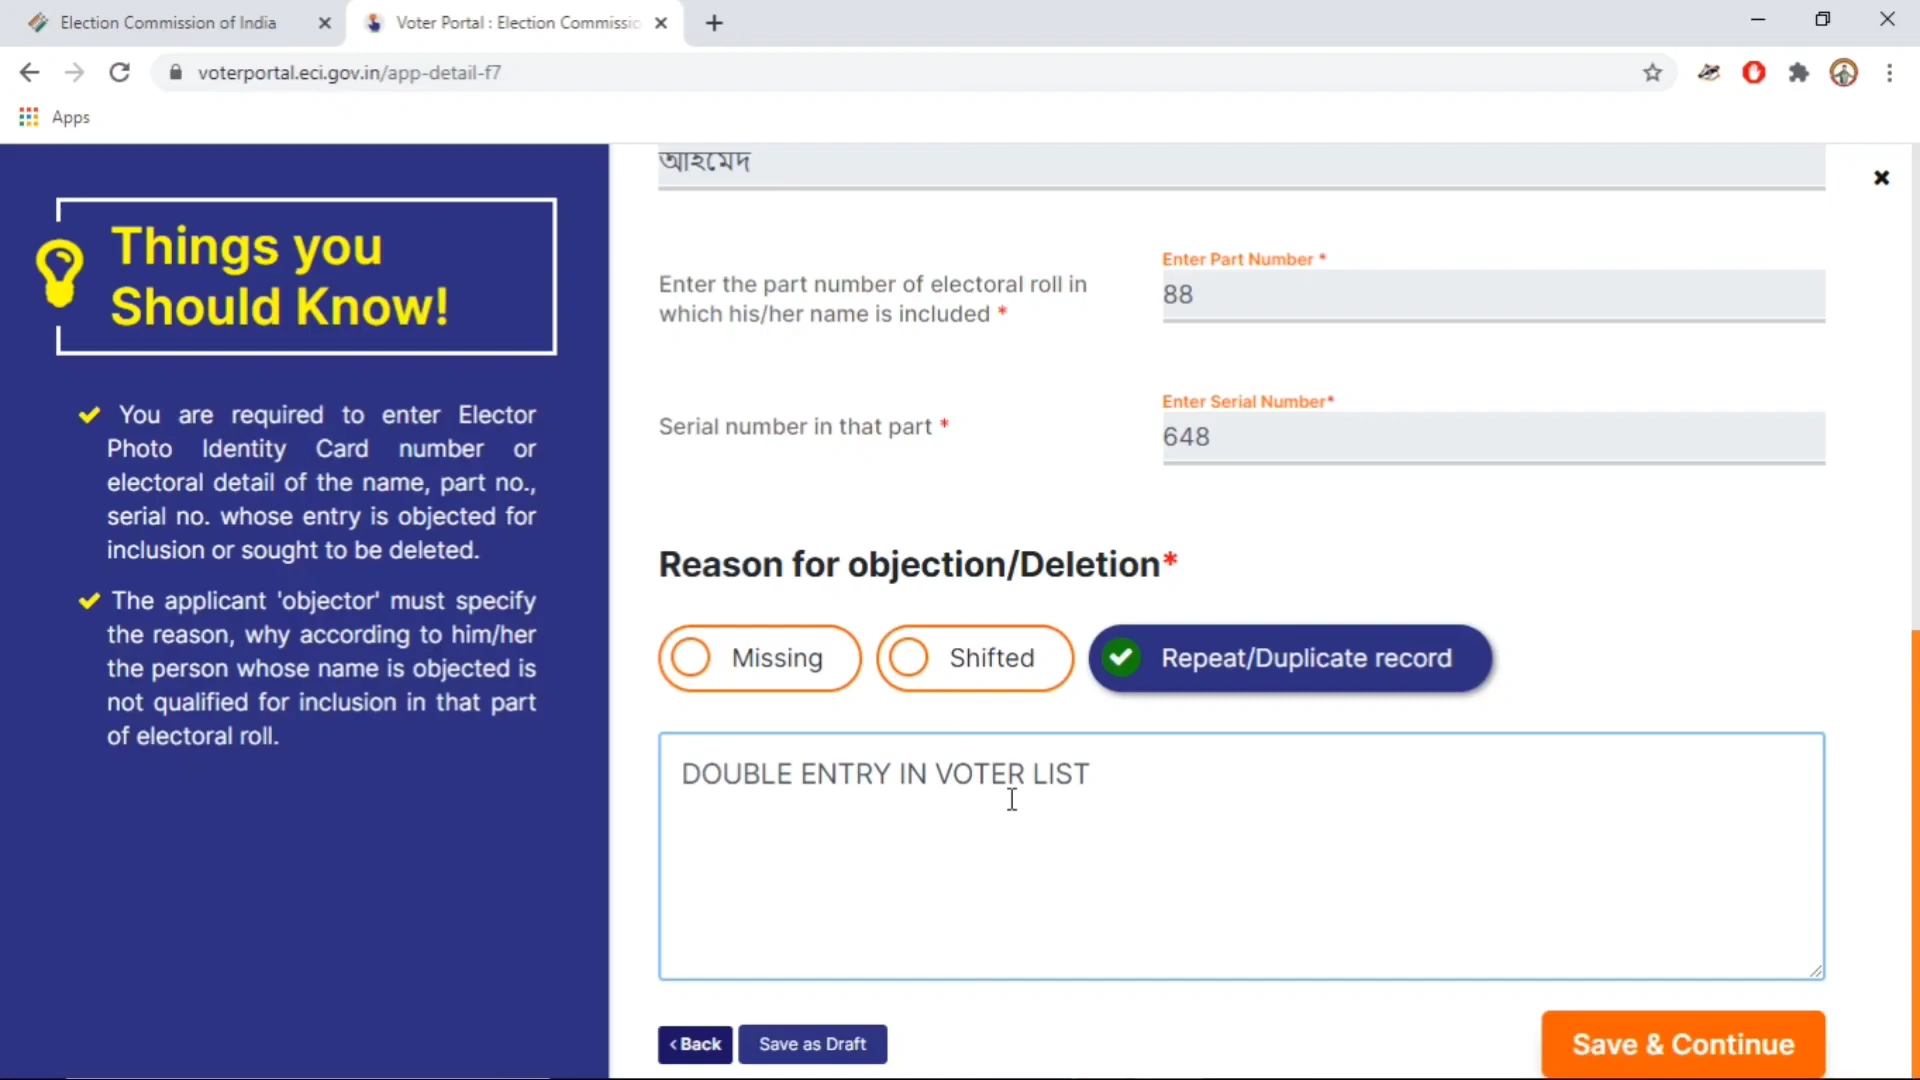 Election Commission of India
Voter Portal : Election Commissio
voterportal.eci.gov.in/app-detail-f7
Apps
Things you
Should Know!
You are required to enter Elector
Photo Identity Card number or
electoral detail of the name, part no.,
serial no. whose entry is objected for
inclusion or sought to be deleted.
The applicant 'objector' must specify
the reason, why according to him/her
the person whose name is objected is
not qualified for inclusion in that part
of electoral roll.
আহমেদ
Enter the part number of electoral roll in
which his/her name is included *
Enter Part Number *
88
Serial number in that part *
Enter Serial Number*
648
Reason for objection/Deletion*
Missing
Shifted
Repeat/Duplicate record
DOUBLE ENTRY IN VOTER LIST
Back
Save as Draft
Save & Continue